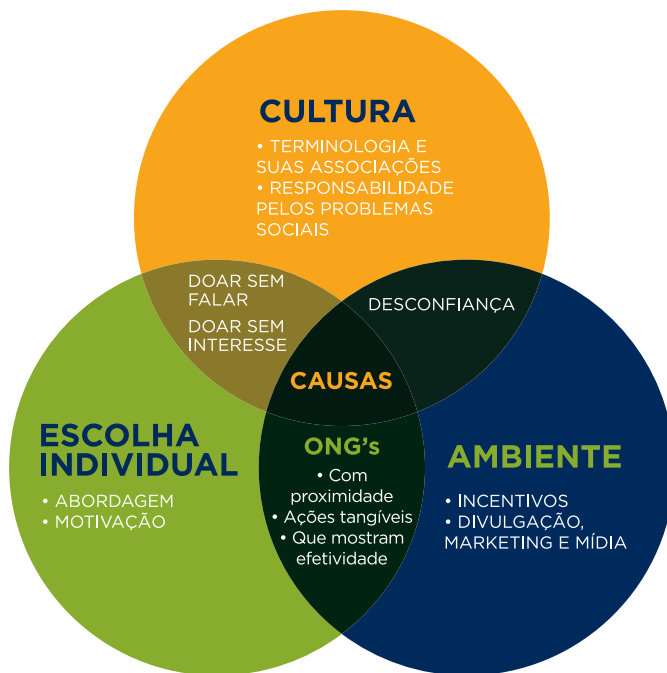 CULTURA
• TERMINOLOGIA E
SUAS ASSOCIAÇÕES
• RESPONSABILIDADE
PELOS PROBLEMAS
SOCIAIS
DOAR SEM
FALAR
DOAR SEM
INTERESSE
DESCONFIANÇA
CAUSAS
ESCOLHA
INDIVIDUAL
• ABORDAGEM
• MOTIVAÇÃO
ONG's
• Com
proximidade
• Ações tangíveis
• Que mostram
efetividade
AMBIENTE
• INCENTIVOS
• DIVULGAÇÃO,
MARKETING E MÍDIA